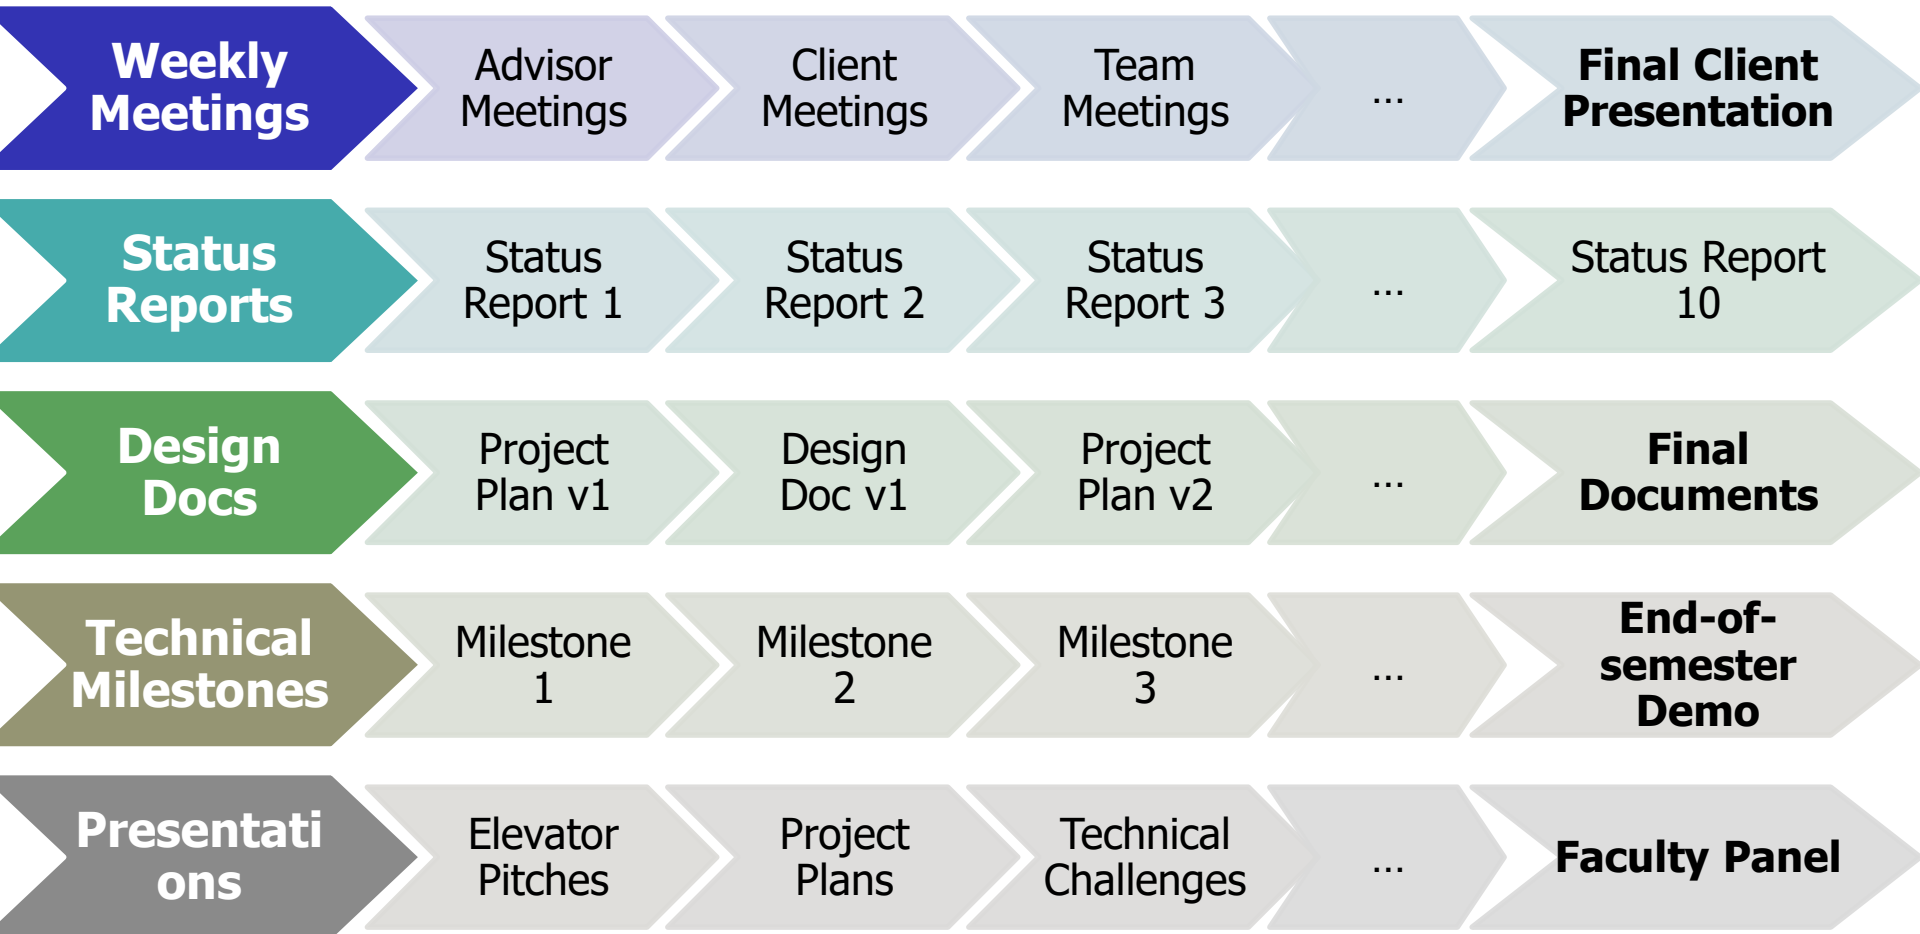 Weekly
Meetings
Advisor
Meetings
Client
Meetings
Team
Meetings
...
Final Client
Presentation
Status
Reports
Status
Report 1
Status
Report 2
Status
Report 3
...
Status Report
10
Design
Docs
Project
Plan v1
Design
Doc v1
Project
Plan v2
...
Final
Documents
Technical
Milestones
Milestone
1
Milestone
2
Milestone
3
...
End-of-
semester
Demo
Presentati
ons
Elevator
Pitches
Project
Plans
Technical
Challenges
...
Faculty Panel